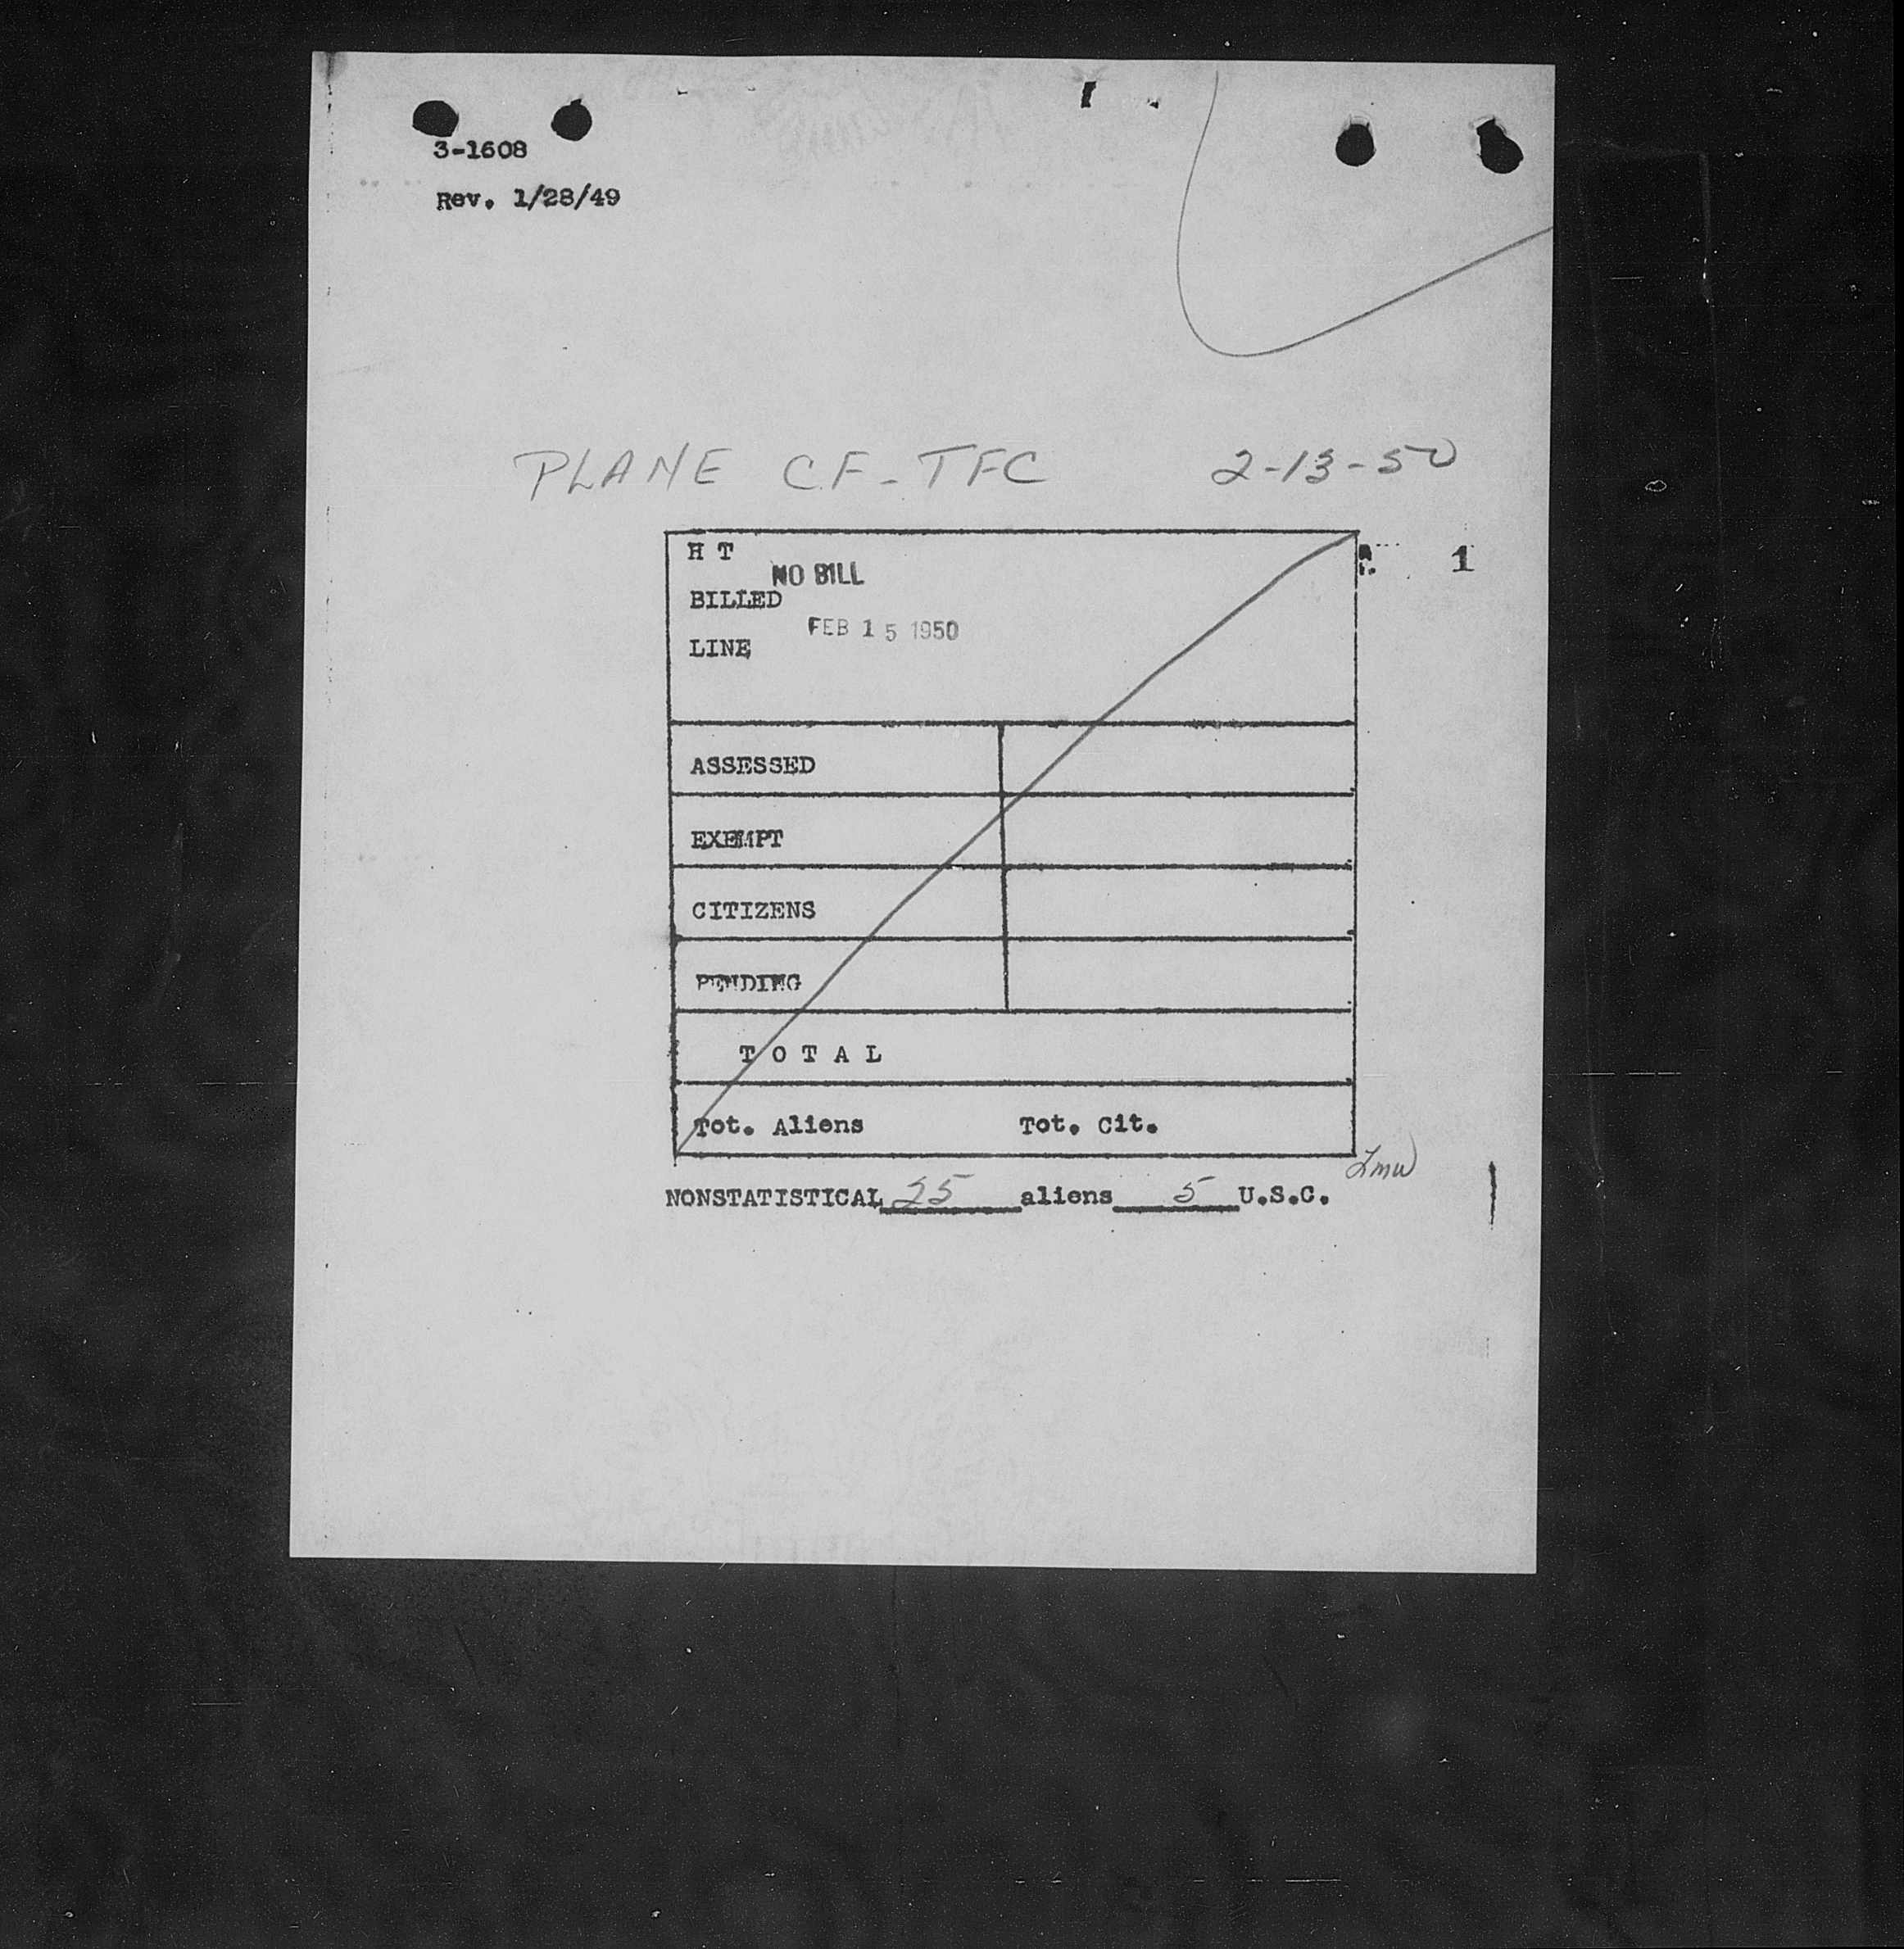 3-1608
Rev. 1/28/49
PLANE CF-TFC 2-13-50
H T
NO BILL
BILLED
FEB 15 1950
LINE
1
ASSESSED
EXEMPT
CITIZENS
PENDING
T O T A L
Tot. Aliens Tot. Cit.
NONSTATISTICAL 25 aliens 5 U.S.C.